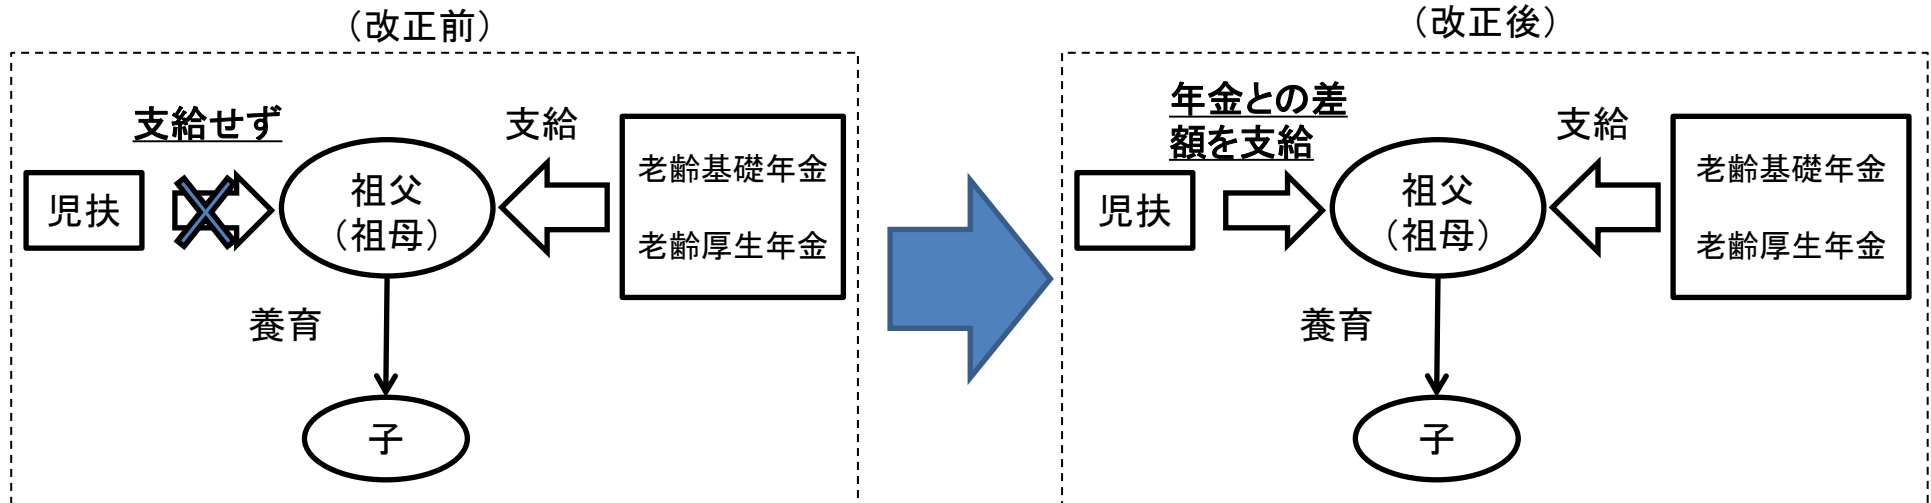 （改正前）
支給せず
支給
児扶
祖父
（祖母）
老齢基礎年金
老齢厚生年金
養育
子
（改正後）
年金との差
額を支給
支給
児扶
祖父
（祖母）
老齢基礎年金
老齢厚生年金
養育
子